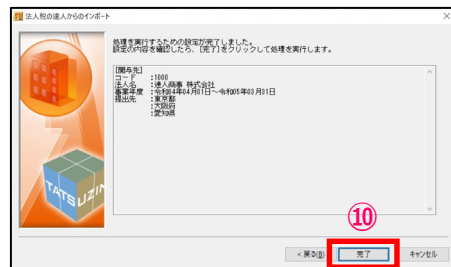 法人税の達人からのインポート
処理を実行するための設定が完了しました。
設定の内容を確認したら、[完了]をクリックして処理を実行します。
[関与先]
コード :1000
法人名 :達人商事 株式会社
事業年度 :令和04年04月01日～令和05年03月31日
提出先 :東京都
:大阪府
:愛知県
TATSUZIN
⑩
< 戻る(B)
完了
キャンセル